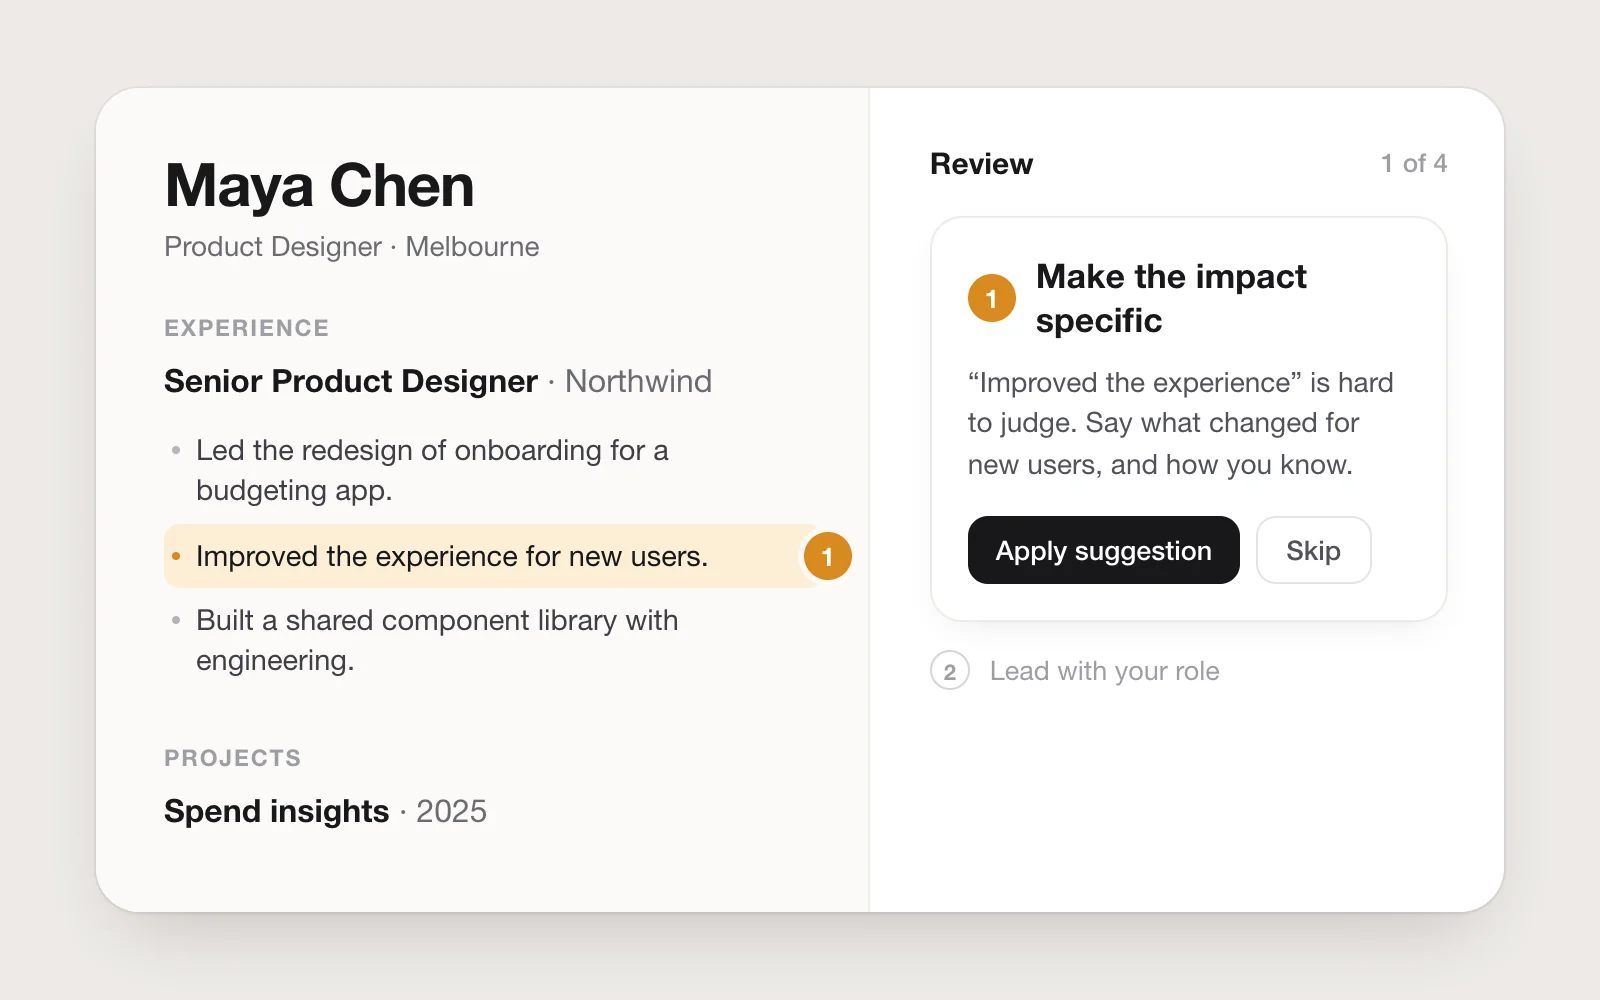 Maya Chen
Product Designer · Melbourne
EXPERIENCE
Senior Product Designer · Northwind
• Led the redesign of onboarding for a
budgeting app.
• Improved the experience for new users. 1
• Built a shared component library with
engineering.
PROJECTS
Spend insights · 2025
Review 1 of 4
1 Make the impact
specific
“Improved the experience” is hard
to judge. Say what changed for
new users, and how you know.
Apply suggestion Skip
2 Lead with your role